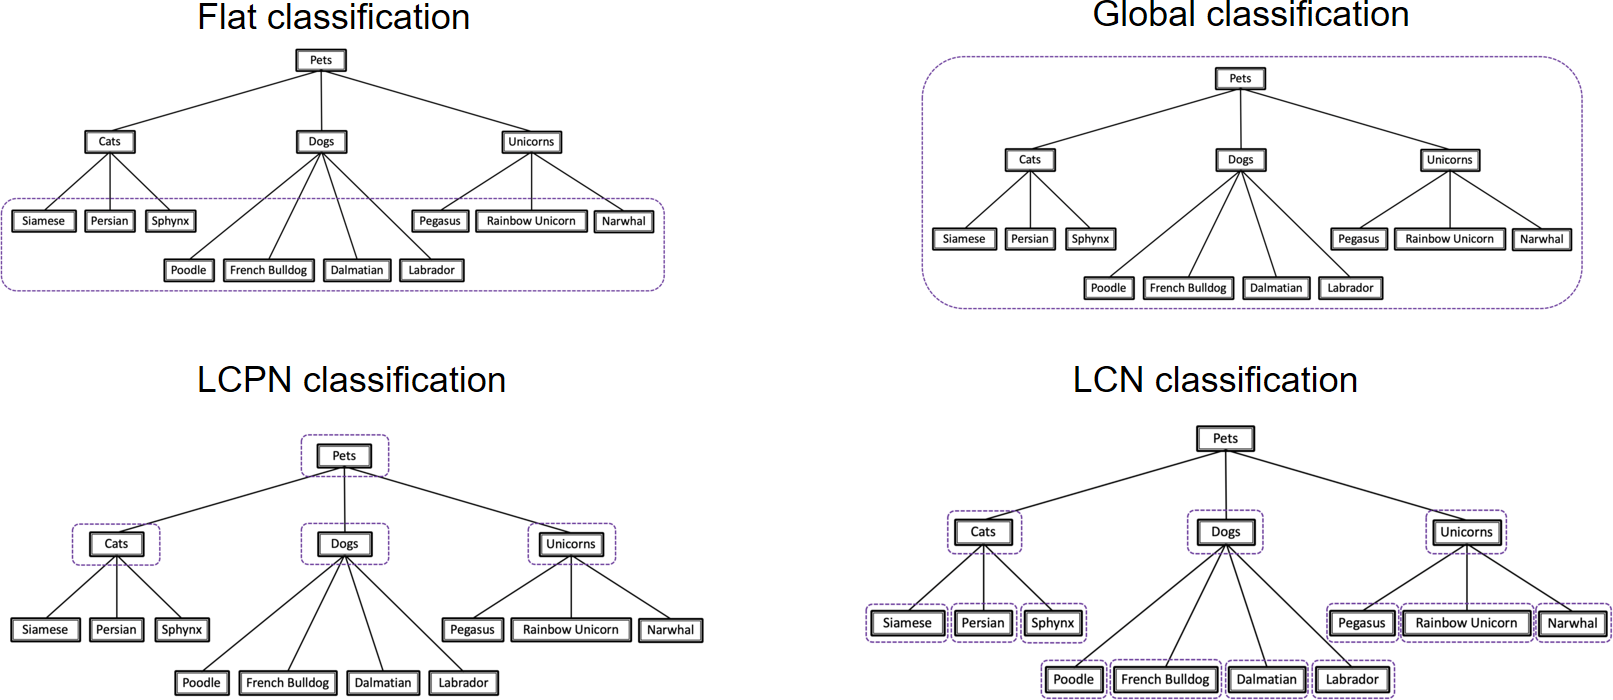 Flat classification
Pets
Cats
Dogs
Unicorns
Siamese
Persian
Sphynx
Pegasus
Rainbow Unicorn
Narwhal
Poodle
French Bulldog
Dalmatian
Labrador
Global classification
Pets
Cats
Dogs
Unicorns
Siamese
Persian
Sphynx
Pegasus
Rainbow Unicorn
Narwhal
Poodle
French Bulldog
Dalmatian
Labrador
LCPN classification
Pets
Cats
Dogs
Unicorns
Siamese
Persian
Sphynx
Pegasus
Rainbow Unicorn
Narwhal
Poodle
French Bulldog
Dalmatian
Labrador
LCN classification
Pets
Cats
Dogs
Unicorns
Siamese
Persian
Sphynx
Pegasus
Rainbow Unicorn
Narwhal
Poodle
French Bulldog
Dalmatian
Labrador